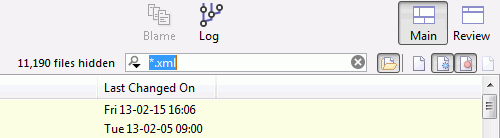 Blame Log Main Review
11,190 files hidden *.xml
Last Changed On
Fri 13-02-15 16:06
Tue 13-02-05 09:00